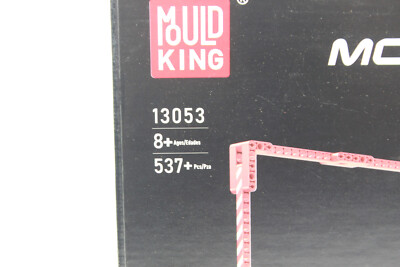 MOULD
KING
®
MO
13053
8+ Ages/Edades
537+ Pcs/Pzs